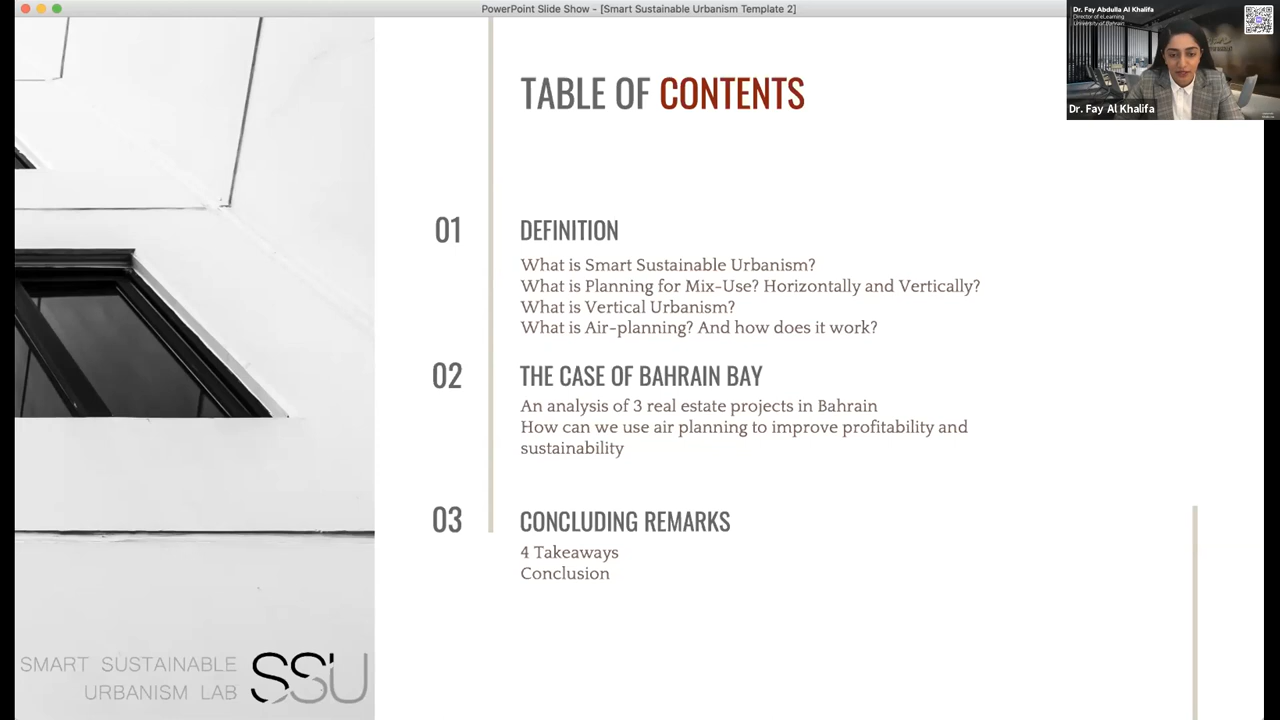 PowerPoint Slide Show - [Smart Sustainable Urbanism Template 2]
Dr. Fay Abdulla Al Khalifa
Director of eLearning
University of Bahrain
Dr. Fay Al Khalifa
TABLE OF CONTENTS
01
DEFINITION
What is Smart Sustainable Urbanism?
What is Planning for Mix-Use? Horizontally and Vertically?
What is Vertical Urbanism?
What is Air-planning? And how does it work?
02
THE CASE OF BAHRAIN BAY
An analysis of 3 real estate projects in Bahrain
How can we use air planning to improve profitability and
sustainability
03
CONCLUDING REMARKS
4 Takeaways
Conclusion
SMART SUSTAINABLE
URBANISM LAB
SSU